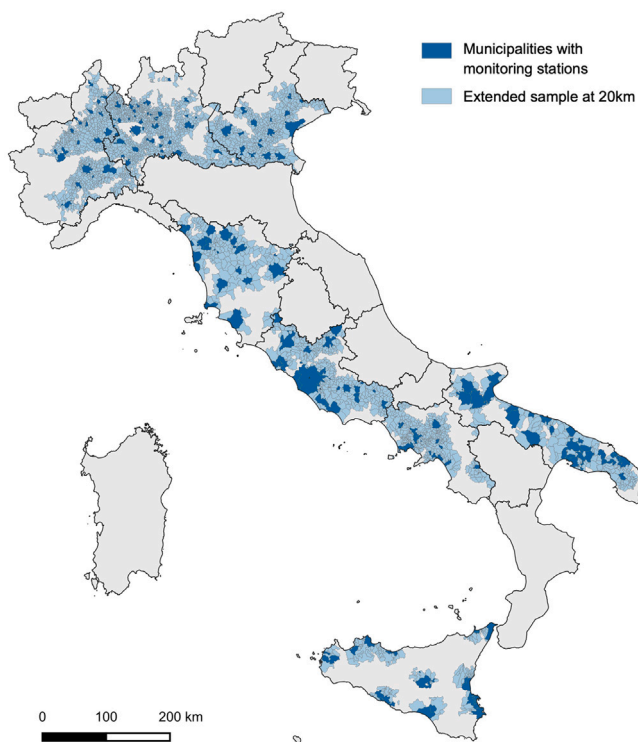 Municipalities with
monitoring stations
Extended sample at 20km
0 100 200 km